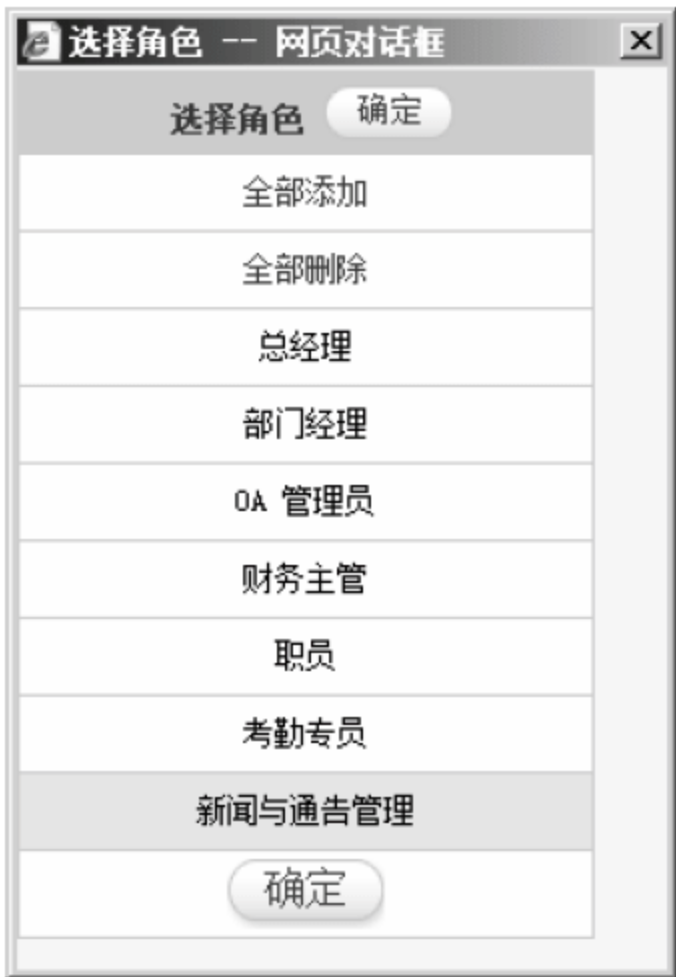 选择角色 -- 网页对话框
选择角色 确定
全部添加
全部删除
总经理
部门经理
OA 管理员
财务主管
职员
考勤专员
新闻与通告管理
确定